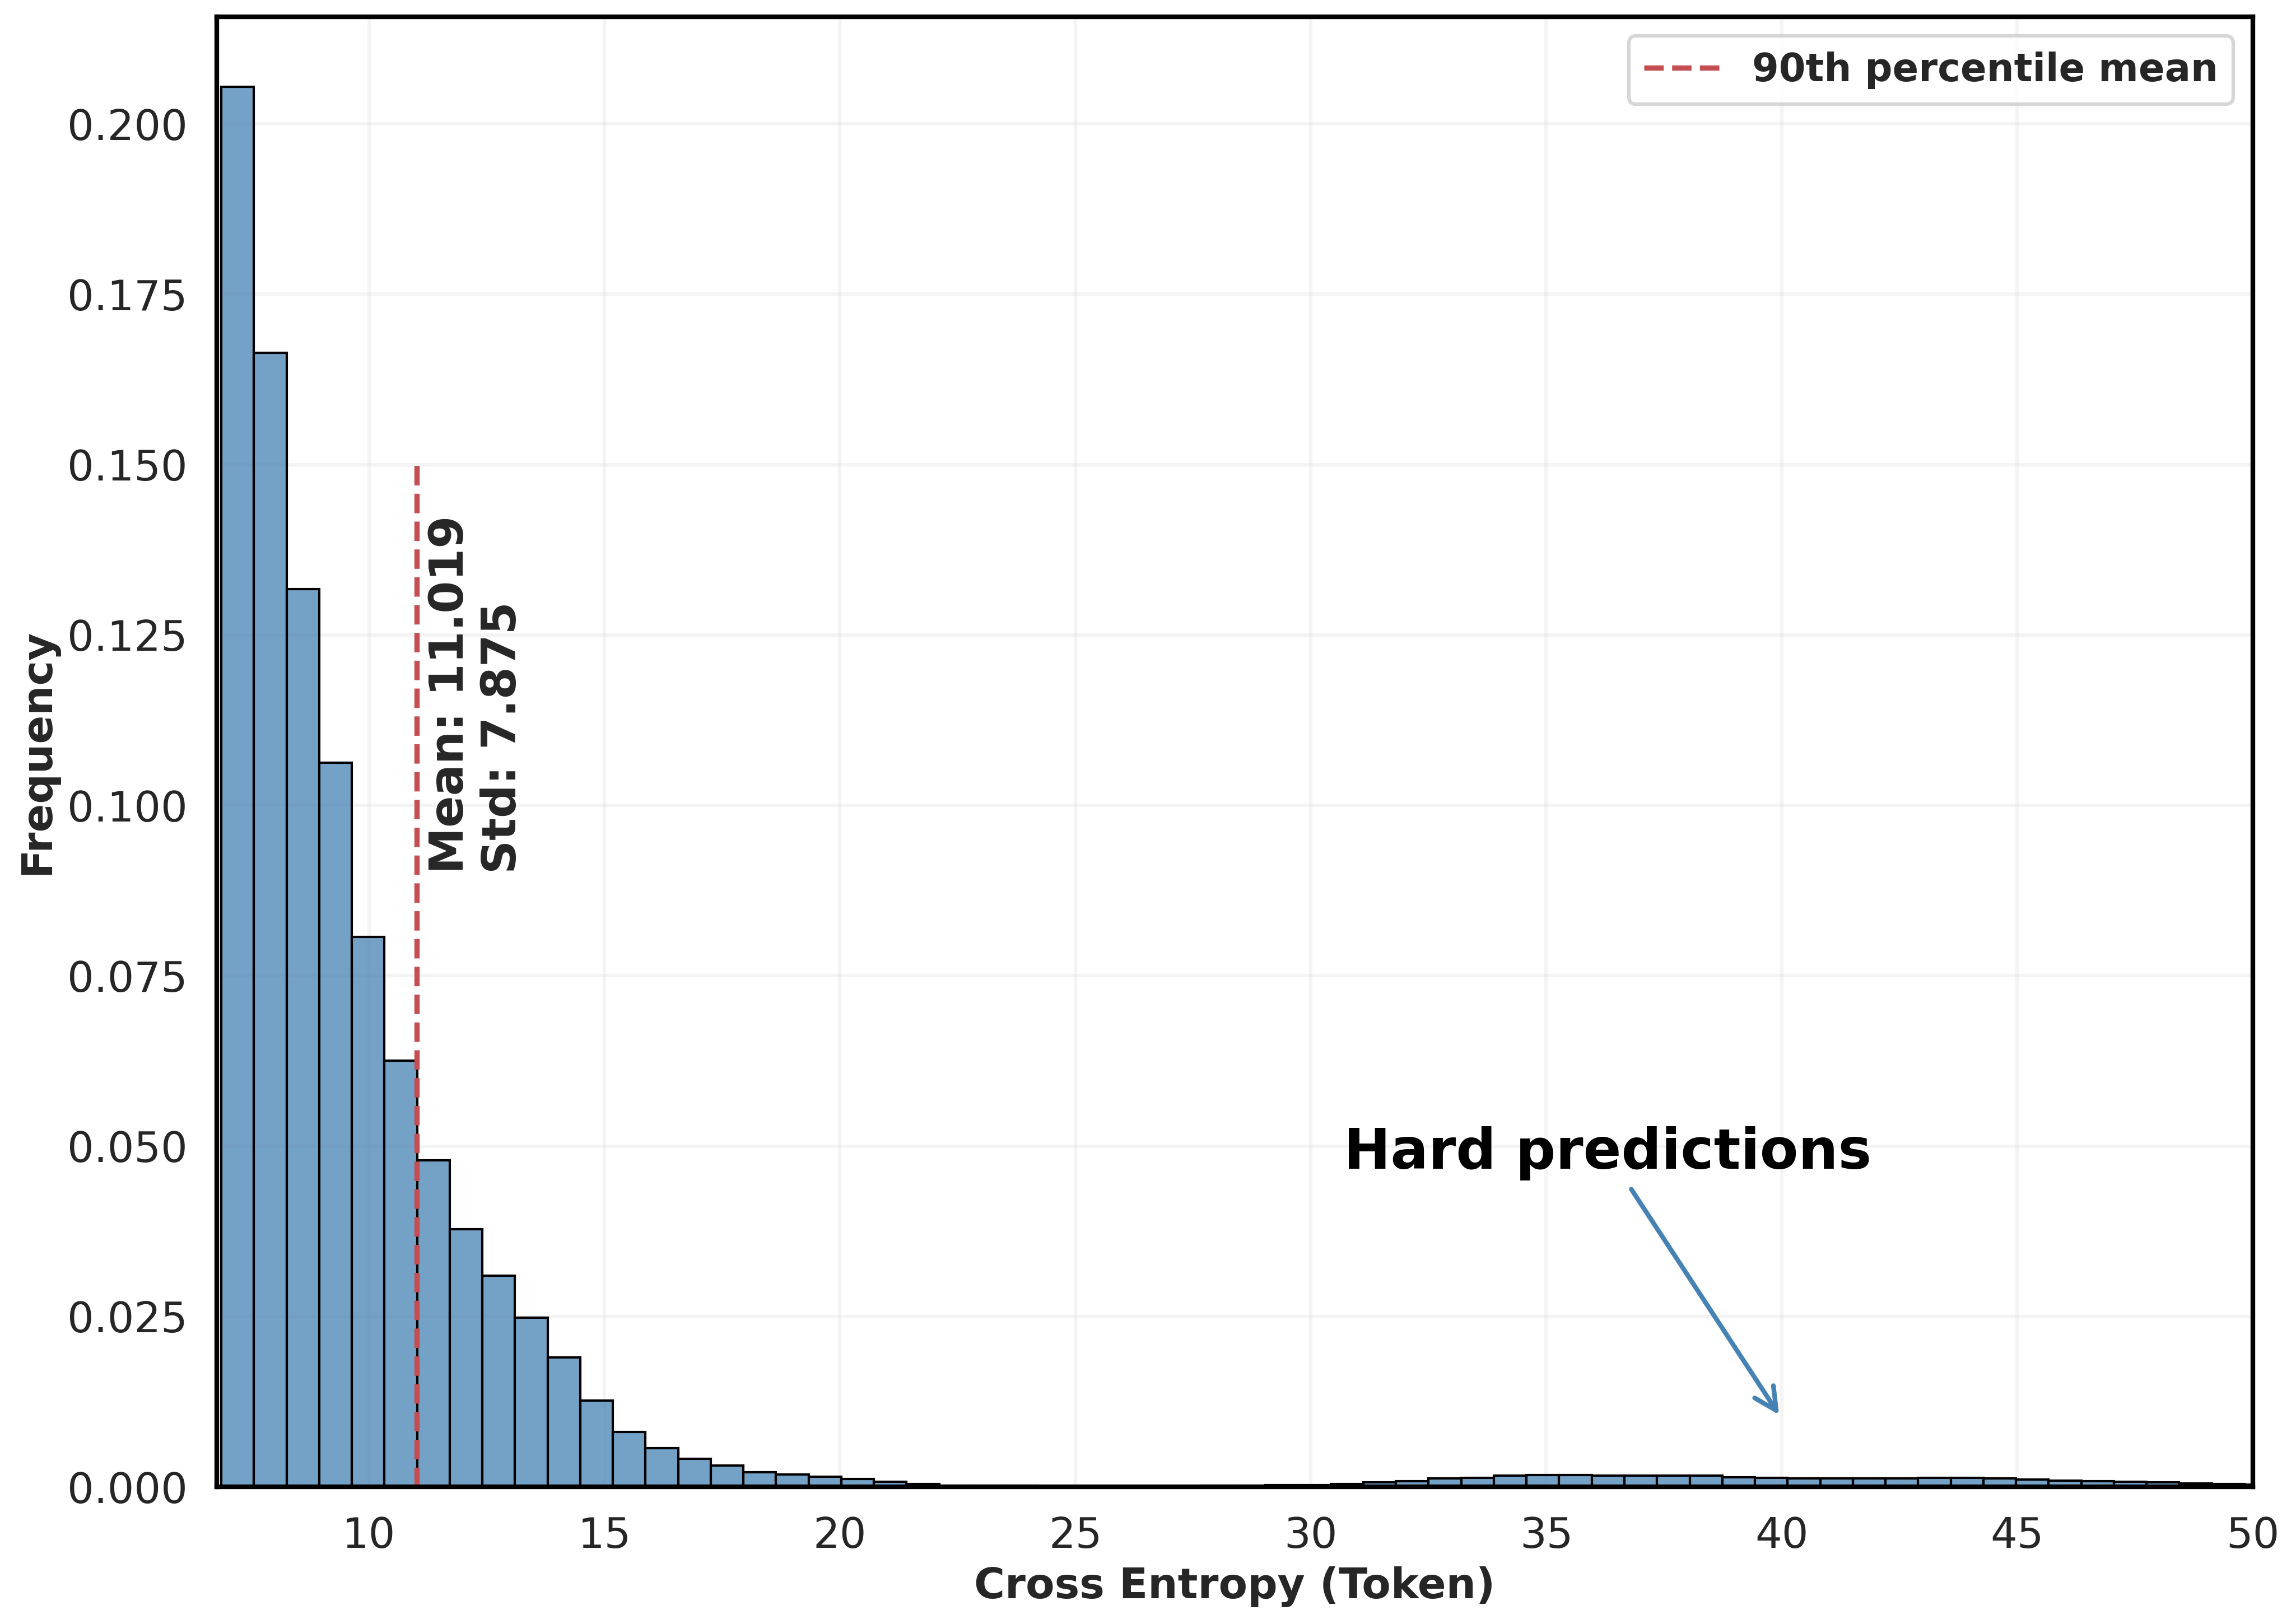 90th percentile mean
0.200
0.175
0.150
0.125
0.100
0.075
0.050
0.025
0.000
Frequency
Mean: 11.019
Std: 7.875
Hard predictions
10 15 20 25 30 35 40 45 50
Cross Entropy (Token)